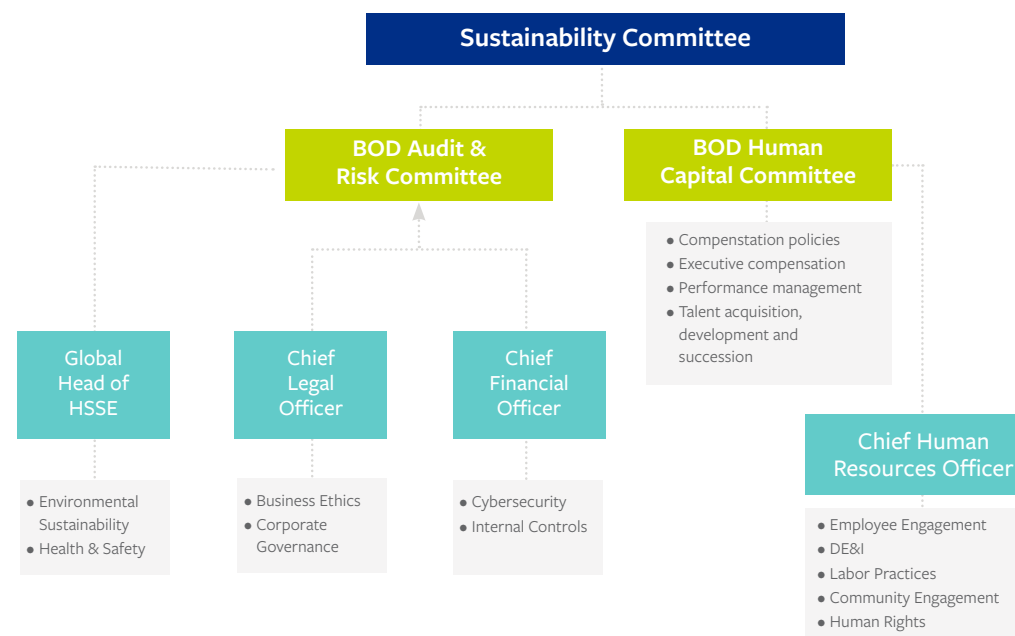 Sustainability Committee
BOD Audit &
Risk Committee
BOD Human
Capital Committee
● Compenstation policies
● Executive compensation
● Performance management
● Talent acquisition,
development and
succession
Global
Head of
HSSE
Chief
Legal
Officer
Chief
Financial
Officer
Chief Human
Resources Officer
● Environmental
Sustainability
● Health & Safety
● Business Ethics
● Corporate
Governance
● Cybersecurity
● Internal Controls
● Employee Engagement
● DE&I
● Labor Practices
● Community Engagement
● Human Rights